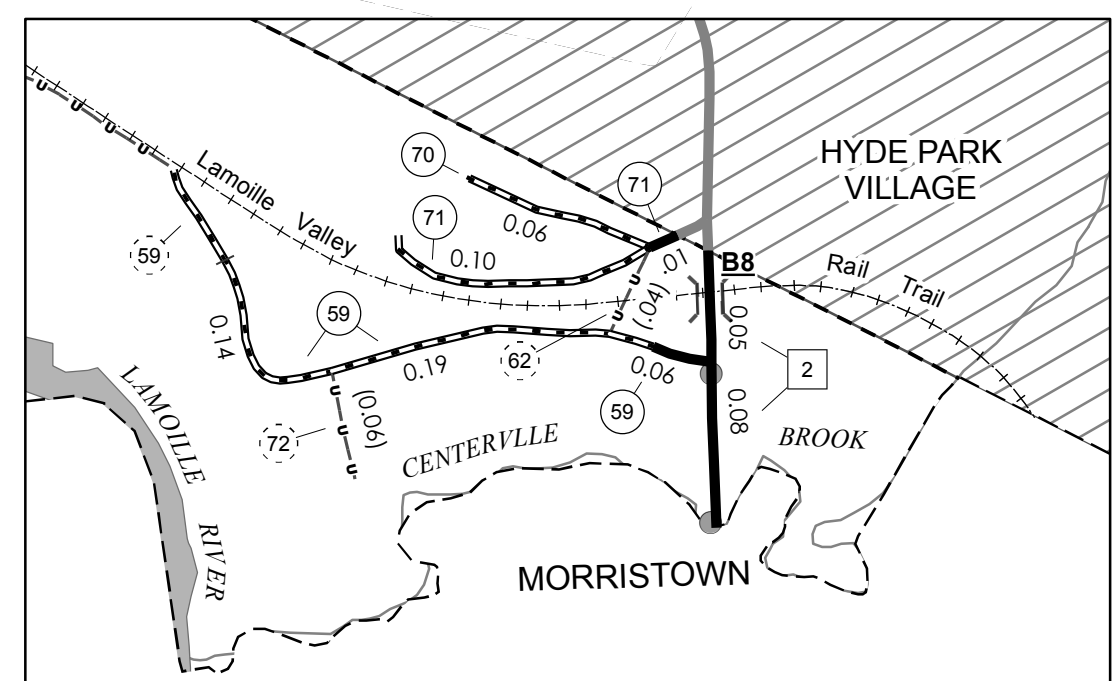 HYDE PARK
VILLAGE
70
71
71
Lamoille
Valley
0.06
0.10
.01
B8
Rail
Trail
59
0.14
59
0.19
(.04)
62
0.06
59
0.05
2
0.08
72
(0.06)
LAMOILLE
RIVER
CENTERVLLE
BROOK
MORRISTOWN
U
U
U
U
U
U
U
U
U